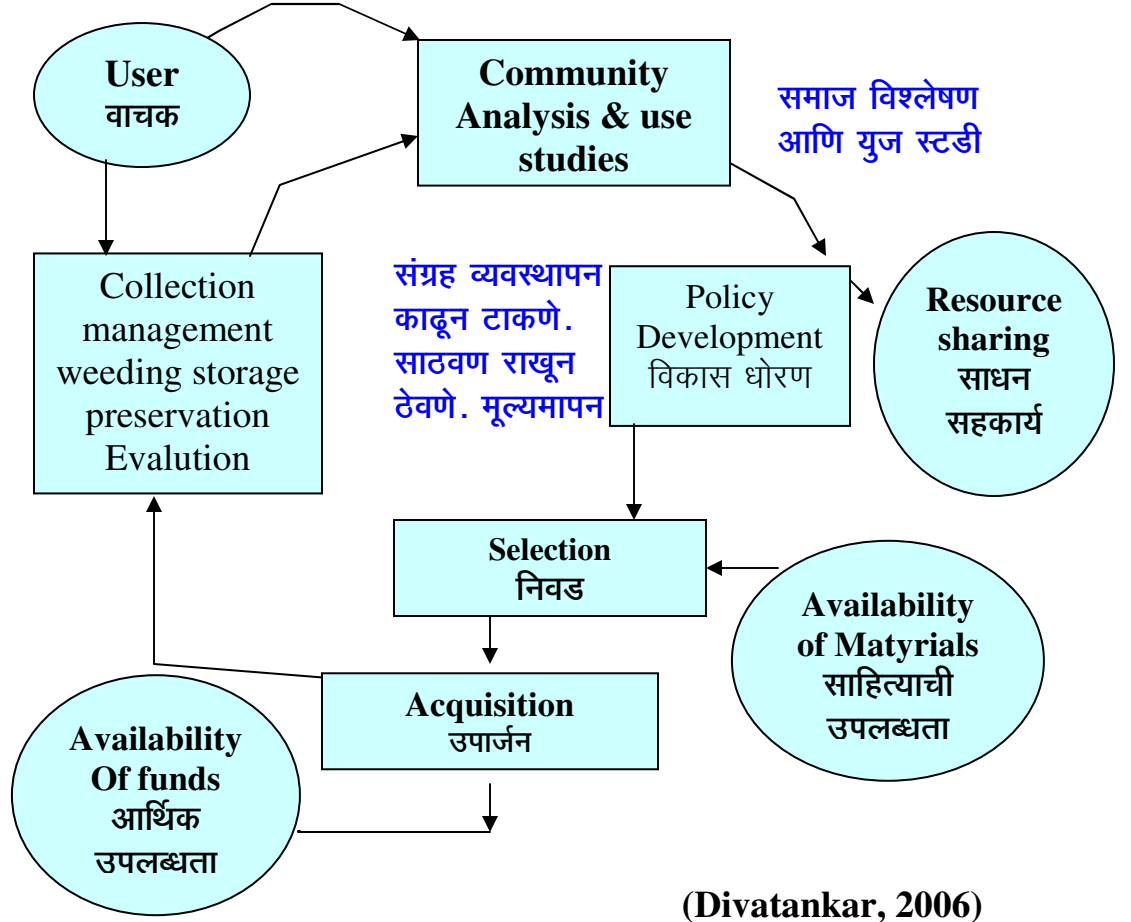 User
वाचक
Community
Analysis & use
studies
समाज विश्लेषण
आणि युज स्टडी
Collection
management
weeding storage
preservation
Evalution
संग्रह व्यवस्थापन
काढून टाकणे.
साठवण राखून
ठेवणे. मूल्यमापन
Policy
Development
विकास धोरण
Resource
sharing
साधन
सहकार्य
Selection
निवड
Availability
of Matyrials
साहित्याची
उपलब्धता
Acquisition
उपार्जन
Availability
Of funds
आर्थिक
उपलब्धता
(Divatankar, 2006)